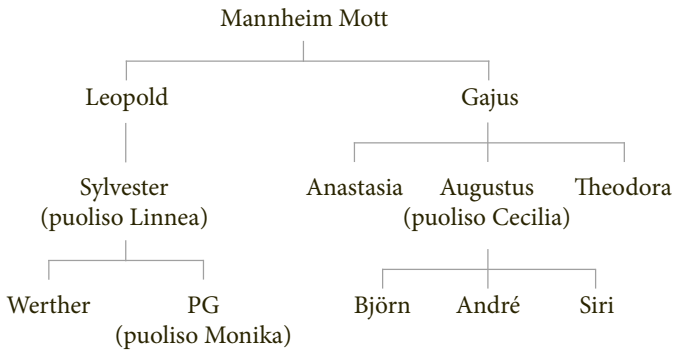 Mannheim Mott
Leopold Gajus
Sylvester Anastasia Augustus Theodora
(puoliso Linnea) (puoliso Cecilia)
Werther PG Björn André Siri
(puoliso Monika)